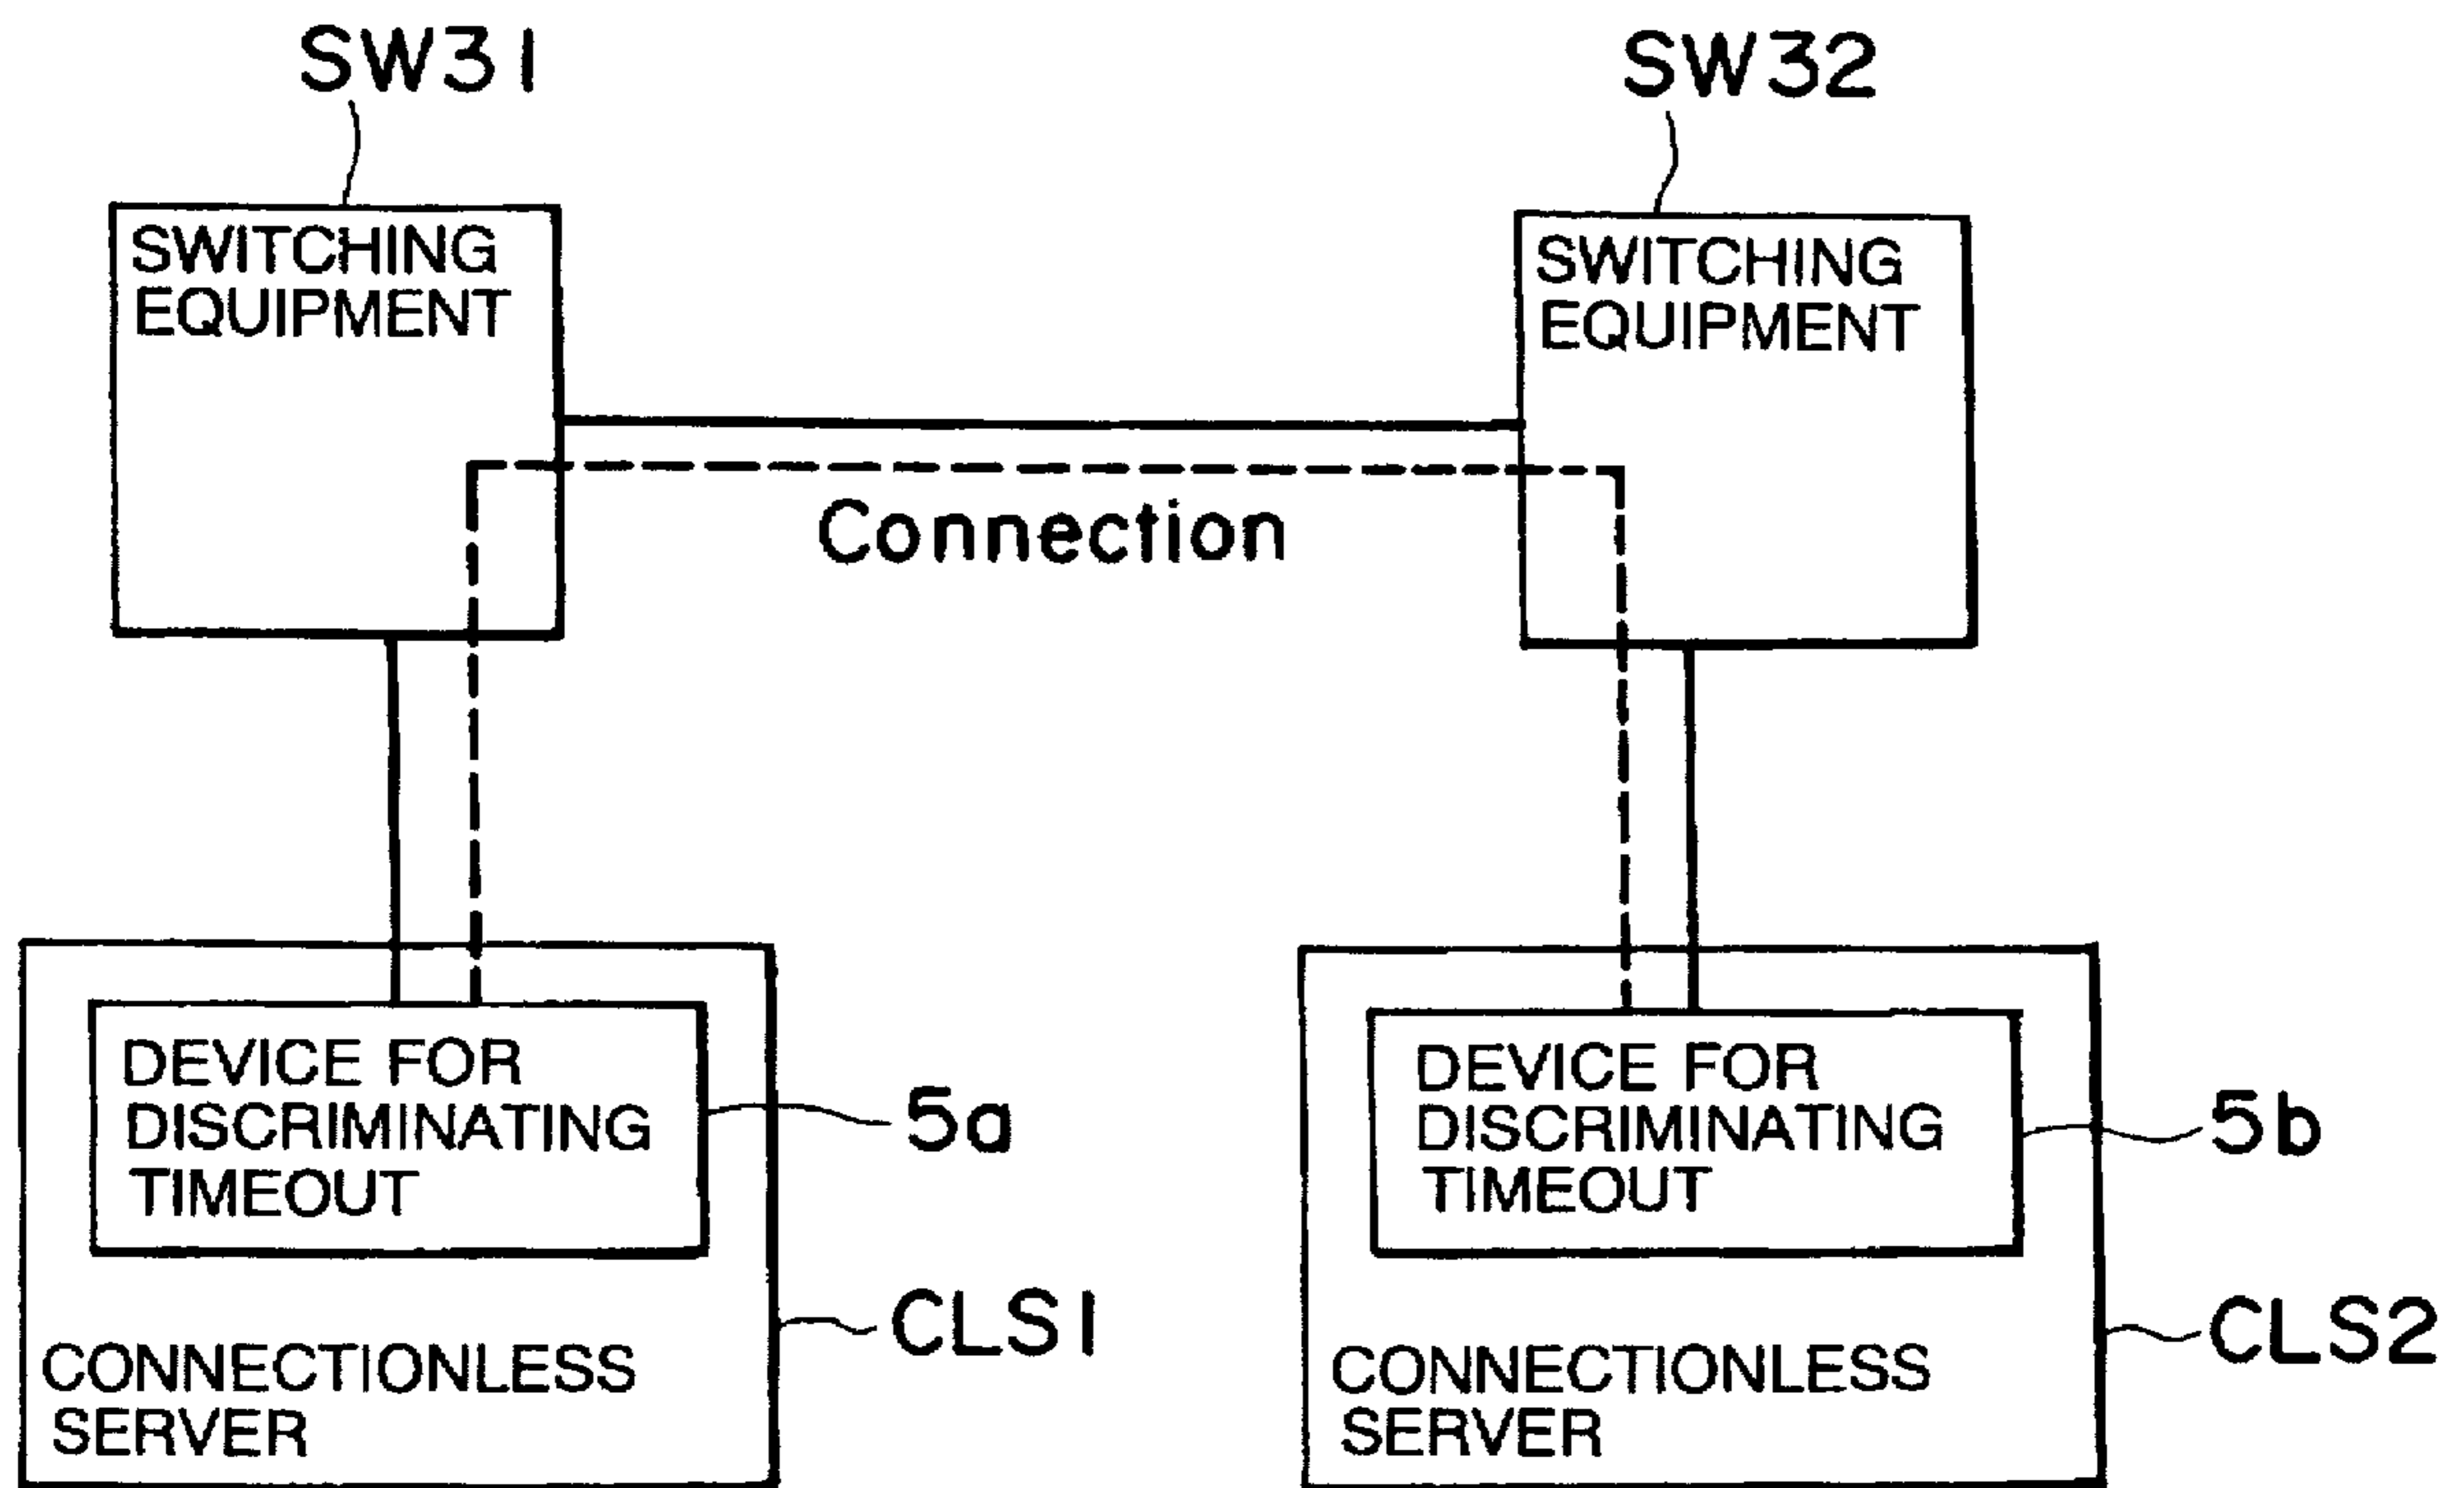 SW31
SW32
SWITCHING
EQUIPMENT
SWITCHING
EQUIPMENT
Connection
DEVICE FOR
DISCRIMINATING
TIMEOUT
5a
DEVICE FOR
DISCRIMINATING
TIMEOUT
5b
CLS1
CONNECTIONLESS
SERVER
CLS2
CONNECTIONLESS
SERVER